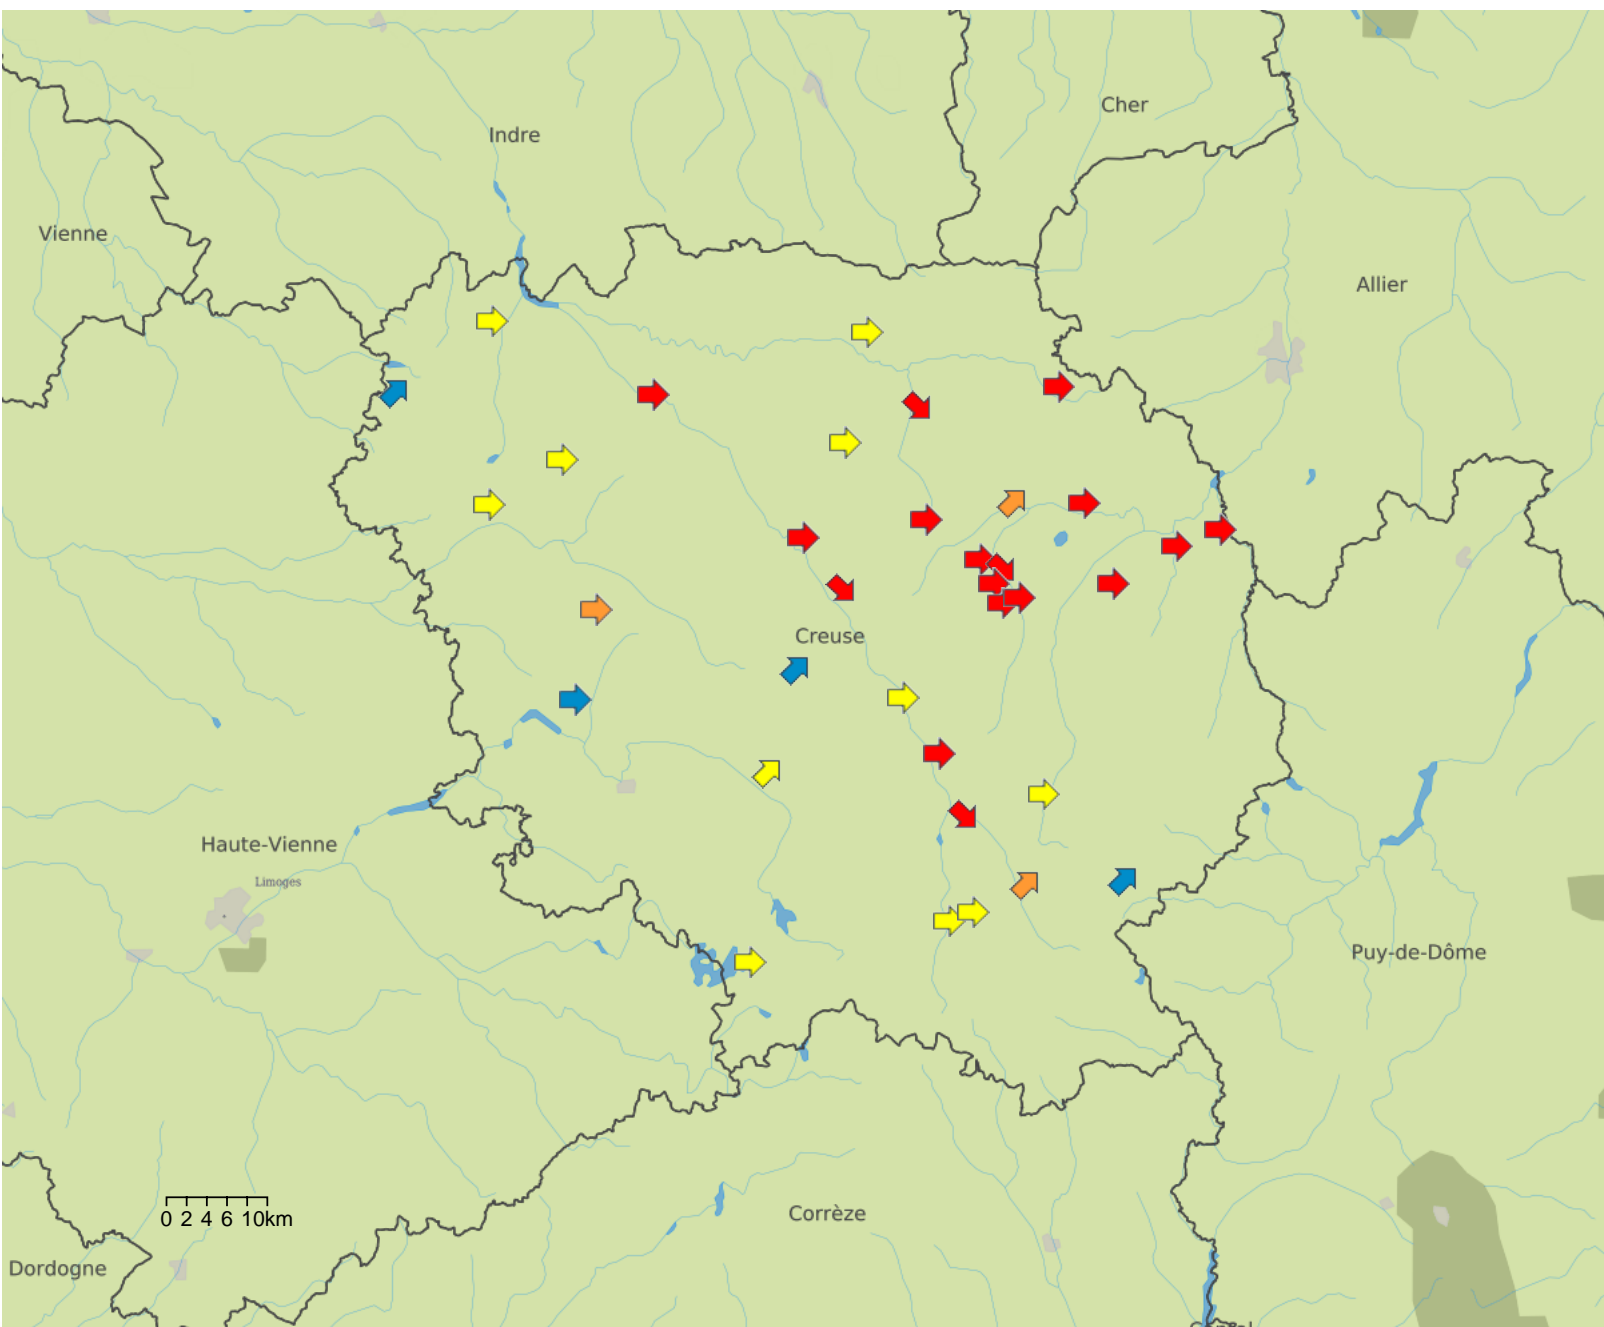 Cher
Indre
Vienne
Allier
Creuse
Haute-Vienne
Limoges
Puy-de-Dôme
0 2 4 6 10km
Corrèze
Dordogne